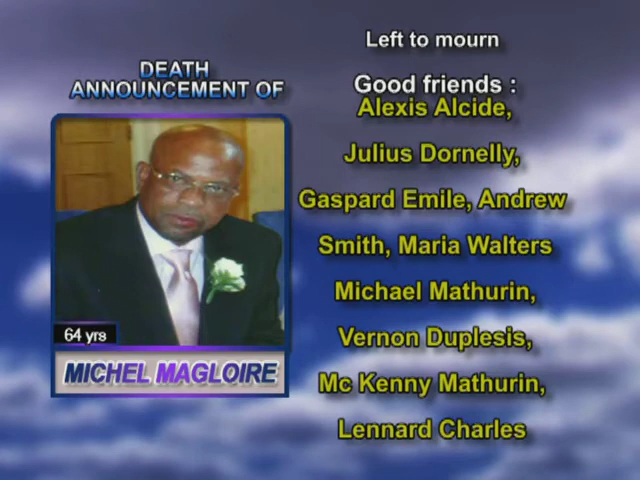 DEATH
ANNOUNCEMENT OF
64 yrs
MICHEL MAGLOIRE
Left to mourn
Good friends :
Alexis Alcide,
Julius Dornelly,
Gaspard Emile, Andrew
Smith, Maria Walters
Michael Mathurin,
Vernon Duplesis,
Mc Kenny Mathurin,
Lennard Charles